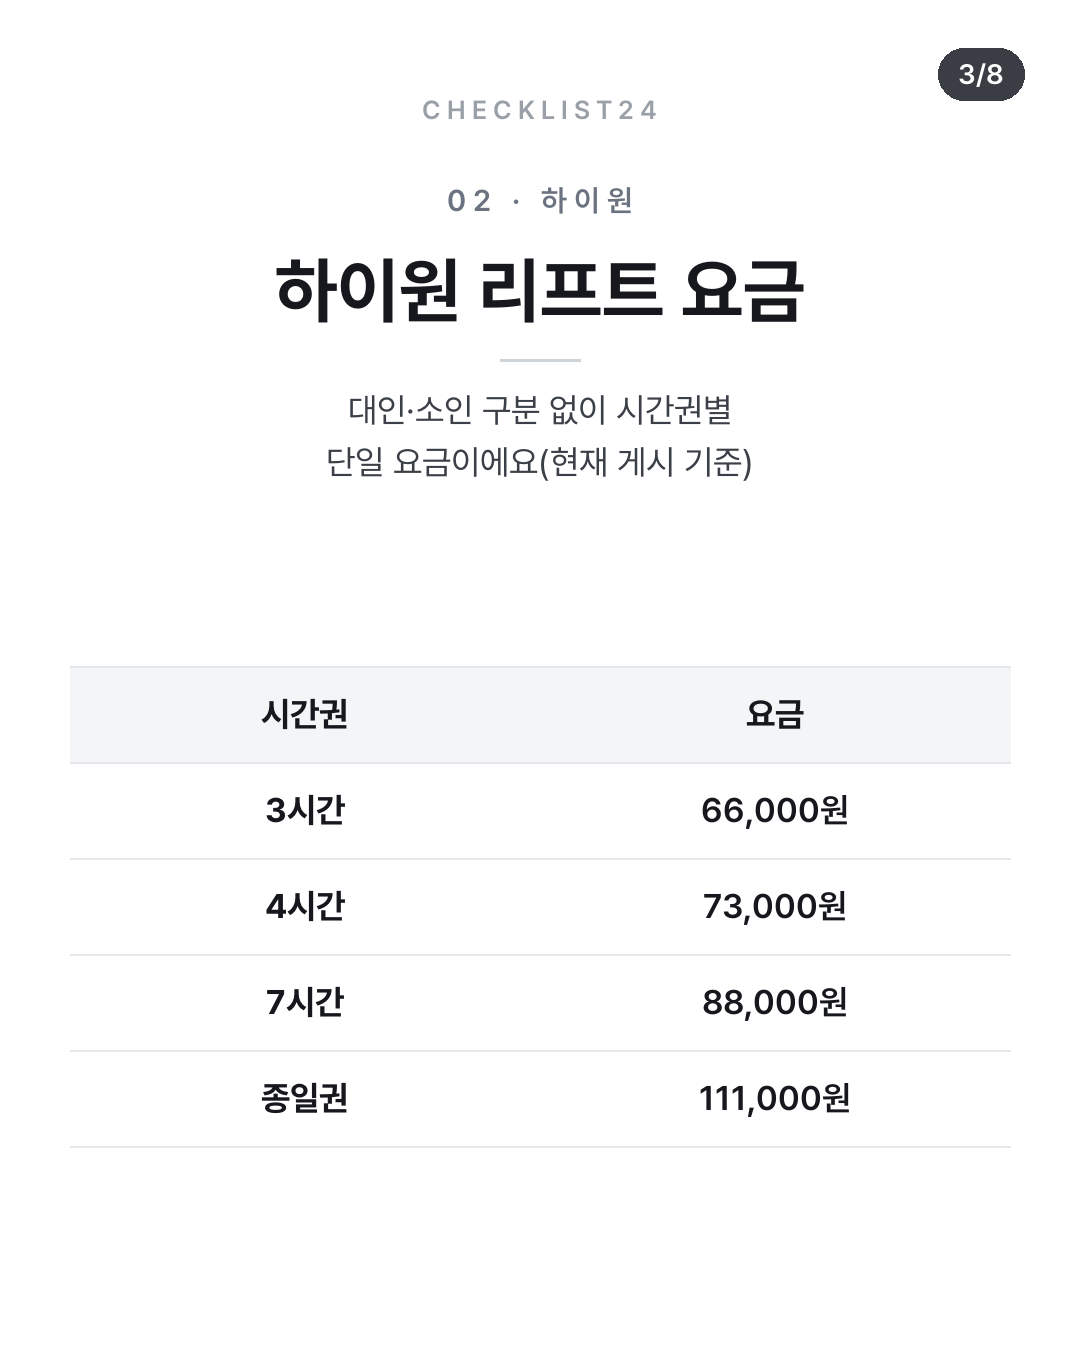 3/8
CHECKLIST24
02 · 하이원
하이원 리프트 요금
대인·소인 구분 없이 시간권별
단일 요금이에요(현재 게시 기준)
시간권 요금
3시간 66,000원
4시간 73,000원
7시간 88,000원
종일권 111,000원